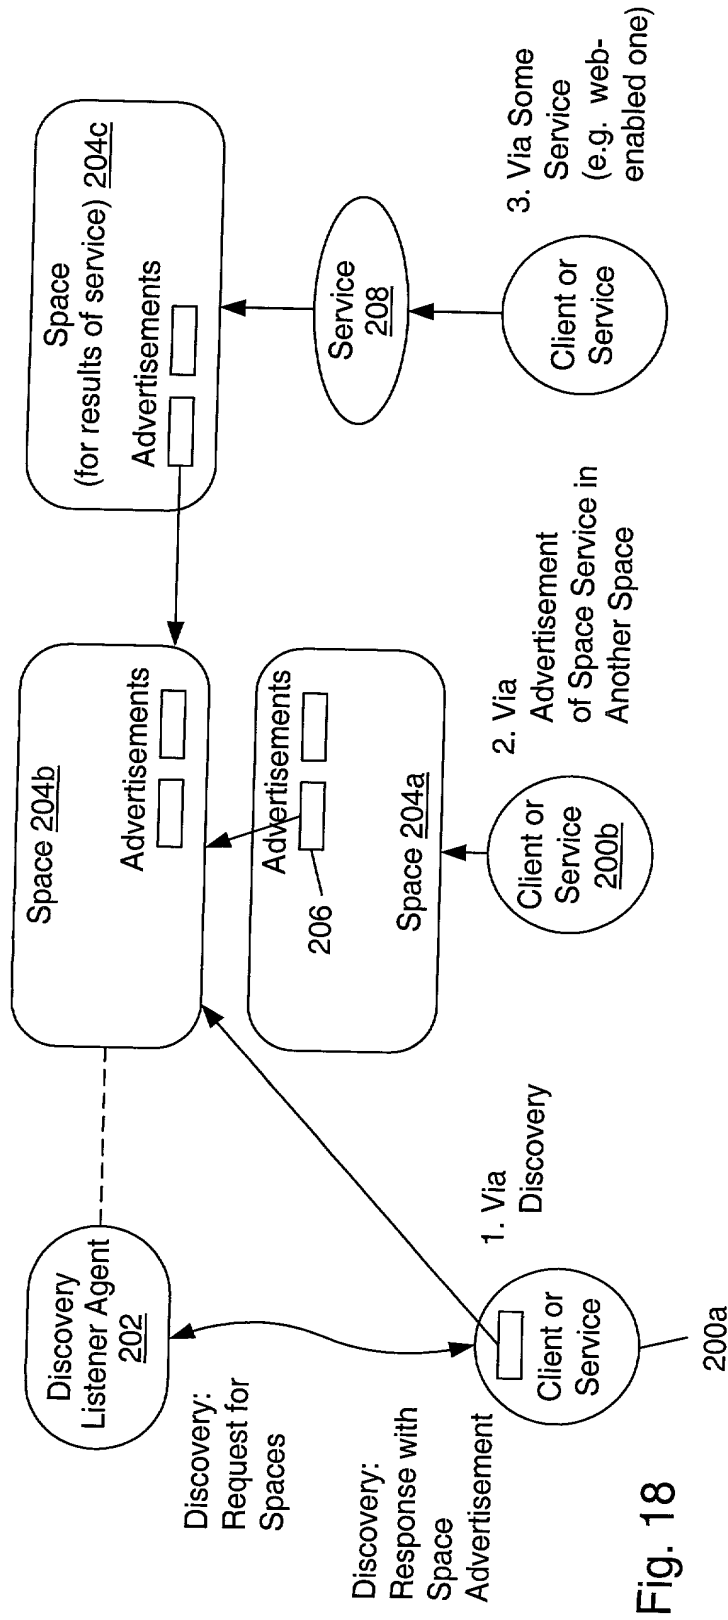 Discovery
Listener Agent
202
Discovery:
Request for
Spaces
Discovery:
Response with
Space
Advertisement
Client or
Service
200a
1. Via
Discovery
Space 204b
Advertisements
Advertisements
206
Space 204a
Client or
Service
200b
2. Via
Advertisement
of Space Service in
Another Space
Space
(for results of service) 204c
Advertisements
Service
208
Client or
Service
3. Via Some
Service
(e.g. web-
enabled one)
Fig. 18